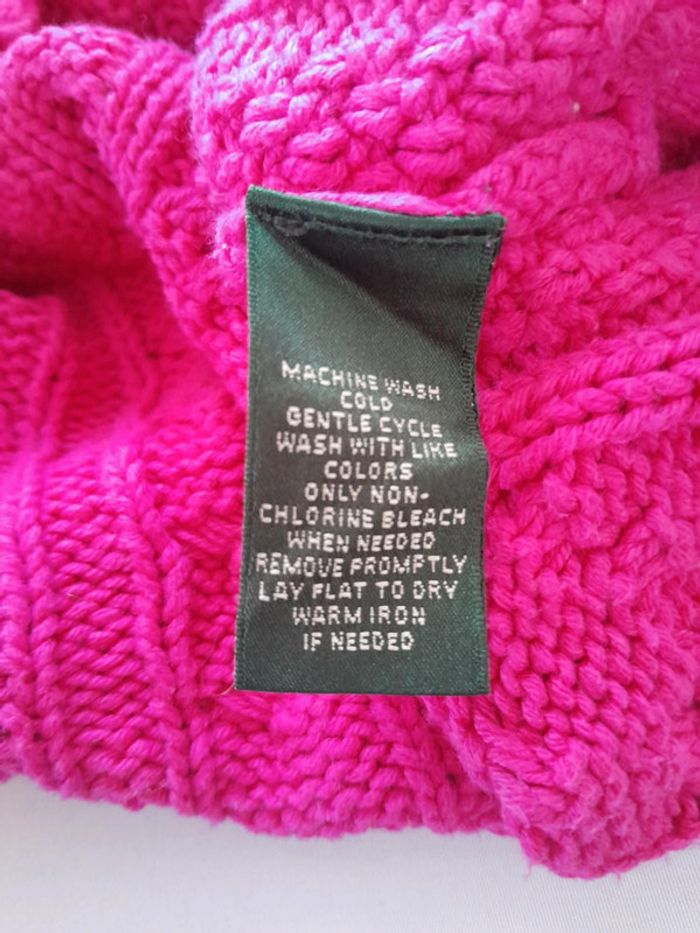 MACHINE WASH
COLD
GENTLE CYCLE
WASH WITH LIKE
COLORS
ONLY NON-
CHLORINE BLEACH
WHEN NEEDED
REMOVE PROMPTLY
LAY FLAT TO DRY
WARM IRON
IF NEEDED